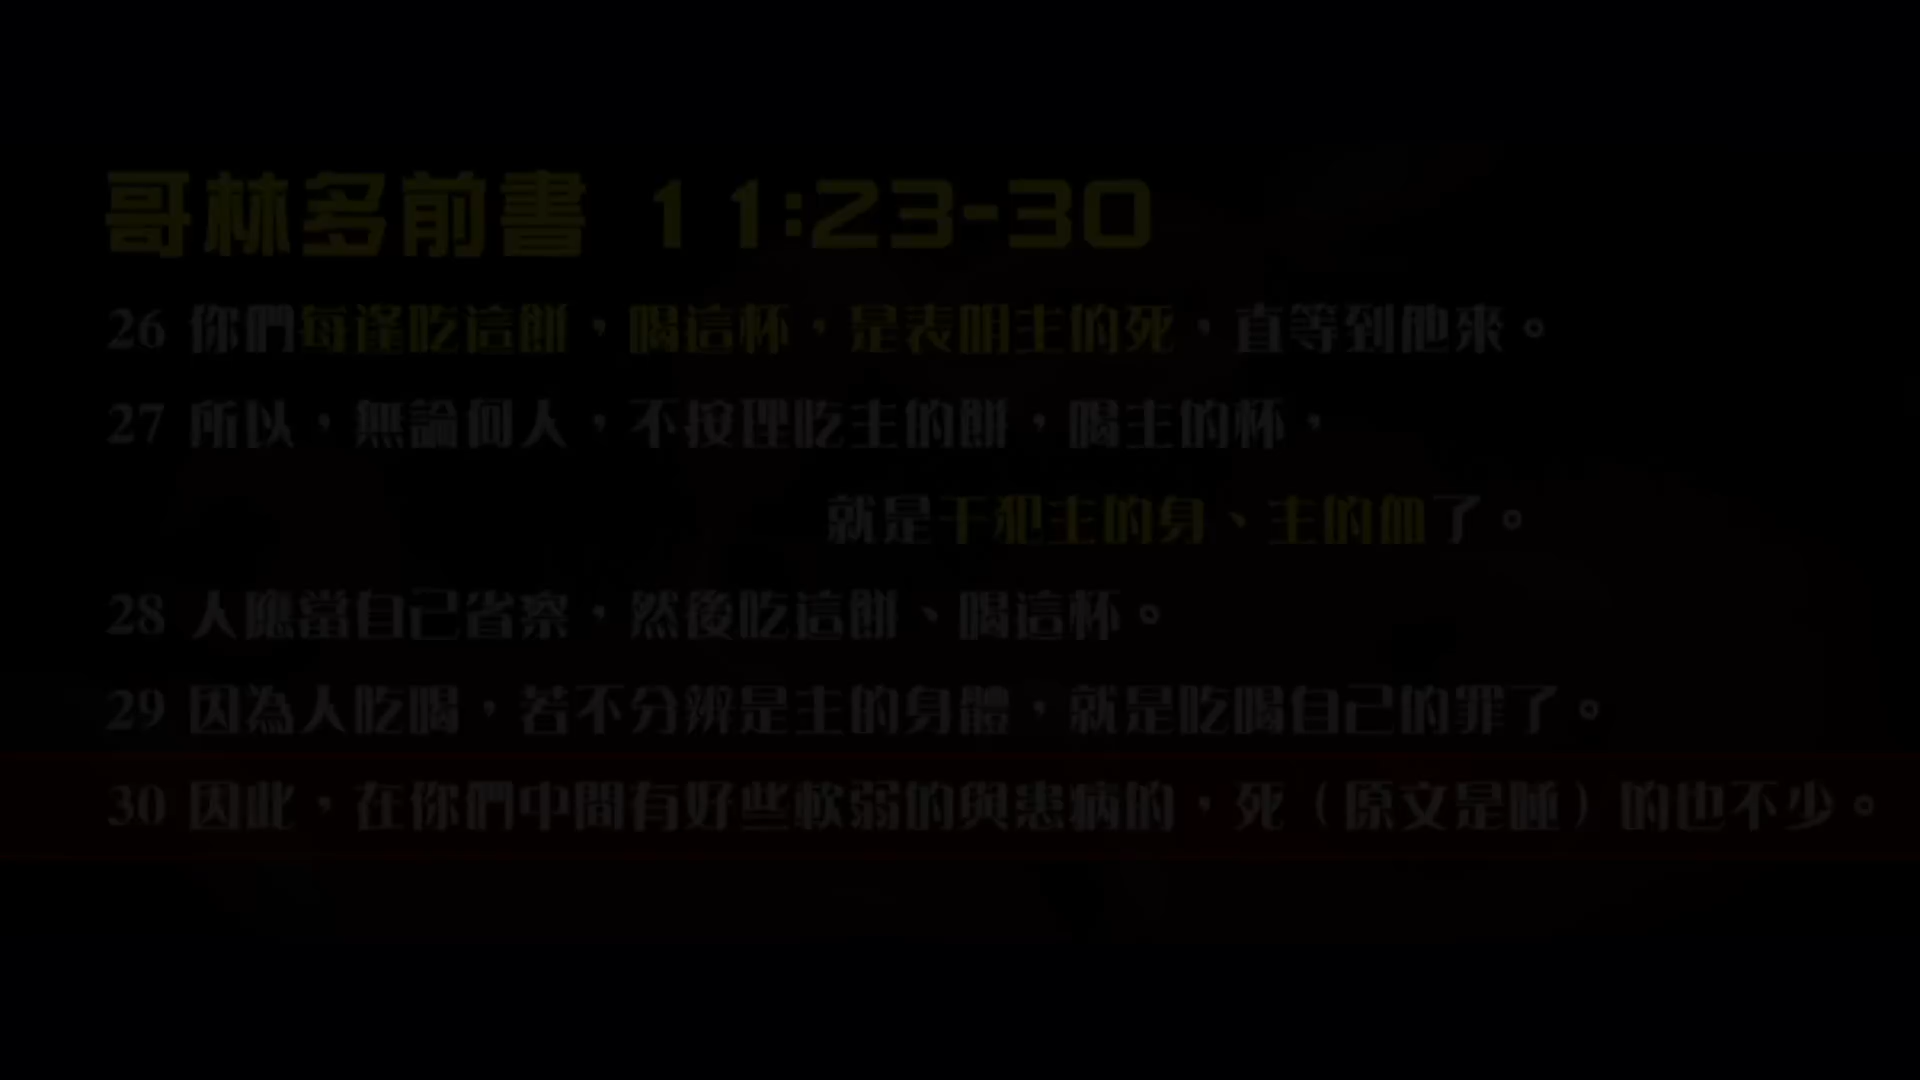 哥林多前書 11:23-30
26 你們每逢吃這餅，喝這杯，是表明主的死，直等到他來。
27 所以，無論何人，不按理吃主的餅，喝主的杯，
就是干犯主的身、主的血了。
28 人應當自己省察，然後吃這餅、喝這杯。
29 因為人吃喝，若不分辨是主的身體，就是吃喝自己的罪了。
30 因此，在你們中間有好些軟弱的與患病的，死（原文是睡）的也不少。